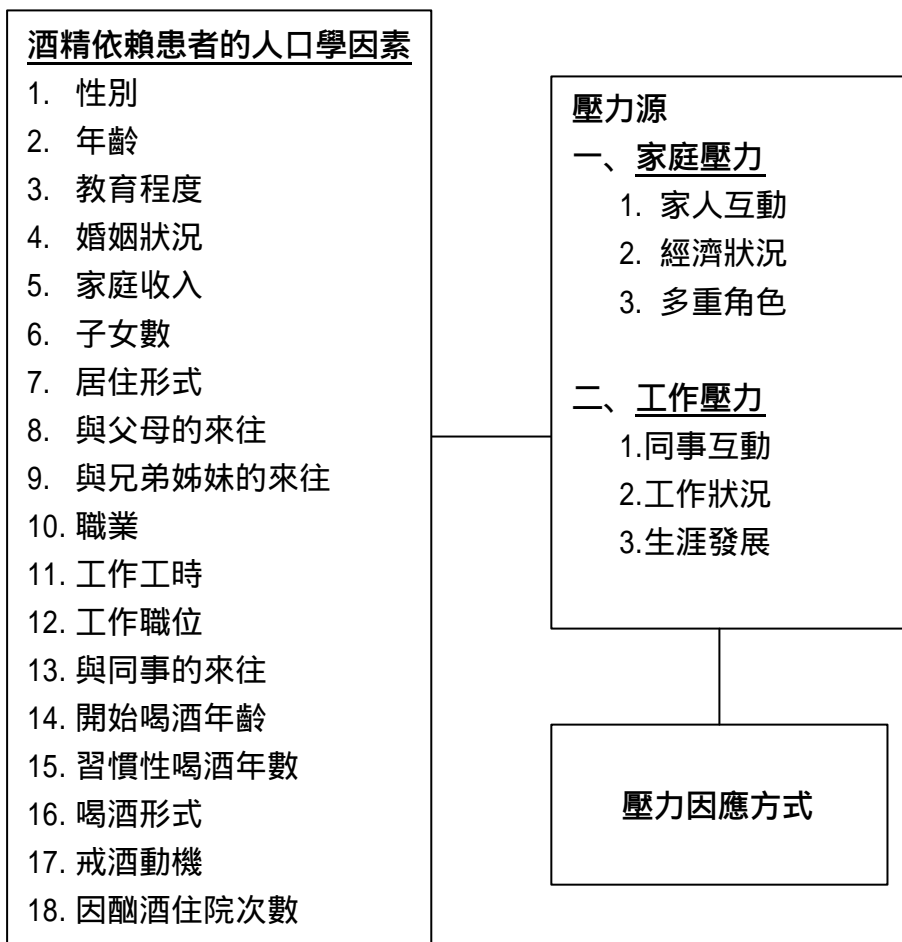 酒精依賴患者的人口學因素
1. 性別
2. 年齡
3. 教育程度
4. 婚姻狀況
5. 家庭收入
6. 子女數
7. 居住形式
8. 與父母的來往
9. 與兄弟姊妹的來往
10. 職業
11. 工作工時
12. 工作職位
13. 與同事的來往
14. 開始喝酒年齡
15. 習慣性喝酒年數
16. 喝酒形式
17. 戒酒動機
18. 因酗酒住院次數
壓力源
一、家庭壓力
1. 家人互動
2. 經濟狀況
3. 多重角色
二、工作壓力
1.同事互動
2.工作狀況
3.生涯發展
壓力因應方式